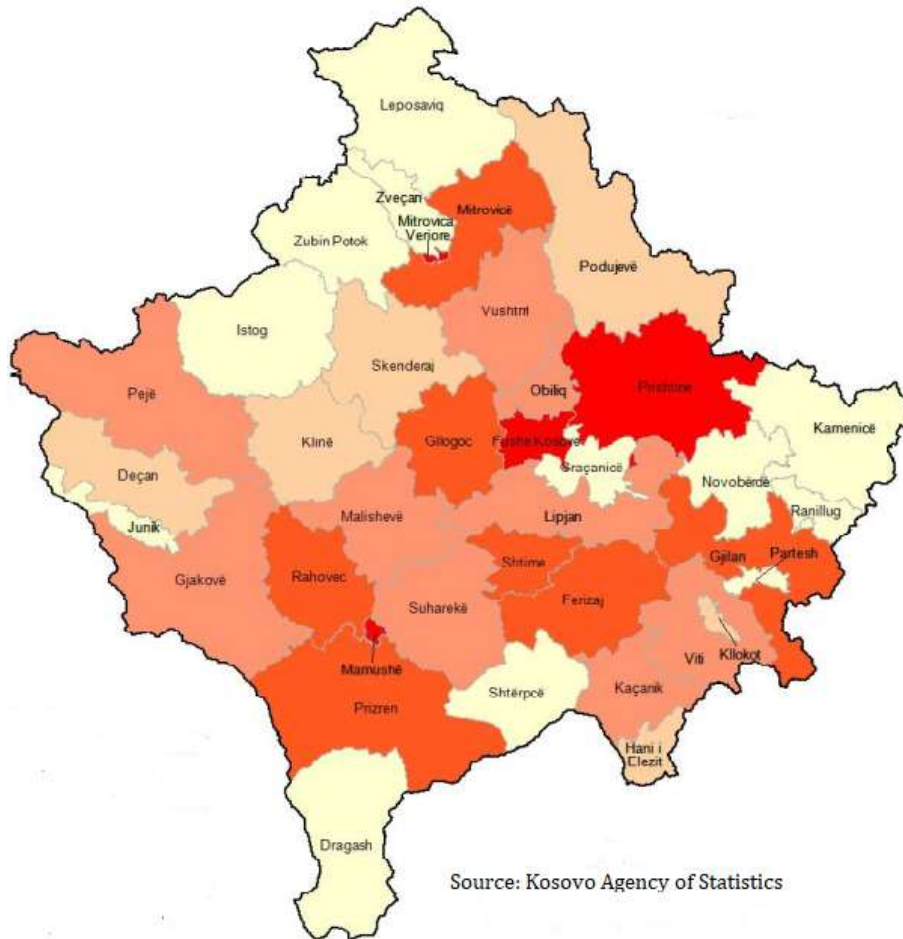 Leposaviq
Zveçan
Mitrovicë
Mitrovica
Veriore
Zubin Potok
Podujevë
Vushtrri
Istog
Skenderaj
Pejë
Obiliq
Prishtinë
Kamenicë
Klinë
Gllogoc
Fushë Kosovë
Graçanicë
Deçan
Novobërdë
Ranillug
Junik
Malishevë
Lipjan
Gjilan
Partesh
Gjakovë
Rahovec
Shtime
Ferizaj
Suharekë
Viti
Kllokot
Mamushë
Kaçanik
Shtërpcë
Prizren
Hani i
Elezit
Dragash
Source: Kosovo Agency of Statistics